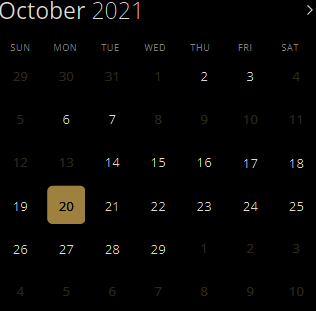 October 2021
SUN MON TUE WED THU FRI SAT
29 30 31 1 2 3 4
5 6 7 8 9 10 11
12 13 14 15 16 17 18
19 20 21 22 23 24 25
26 27 28 29 1 2 3
4 5 6 7 8 9 10